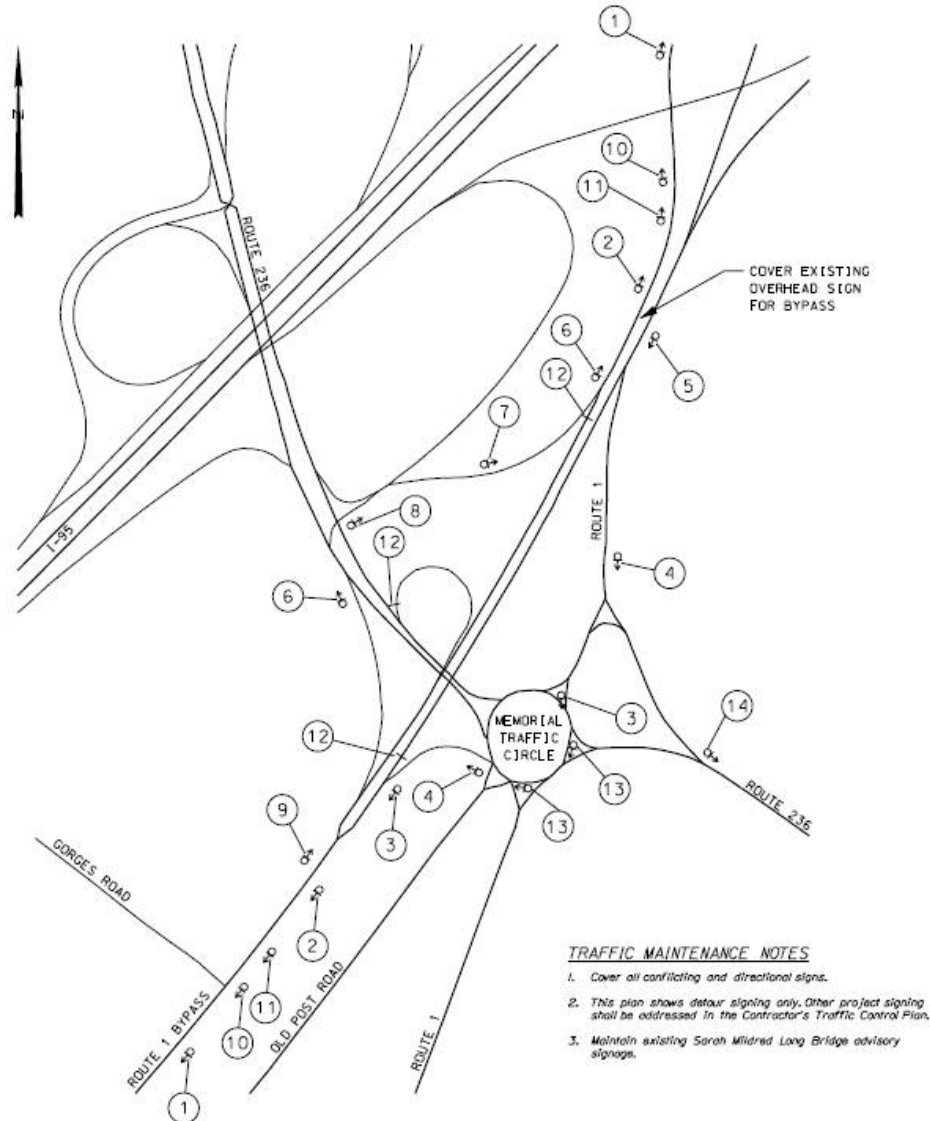 1
N
10
11
2
ROUTE 236
COVER EXISTING
OVERHEAD SIGN
FOR BYPASS
6
12
5
7
ROUTE 1
8
I-95
12
4
6
3
14
MEMORIAL
TRAFFIC
CIRCLE
12
13
4
ROUTE 236
9
3
13
GORGES ROAD
2
11
10
ROUTE 1 BYPASS
OLD POST ROAD
ROUTE 1
1
TRAFFIC MAINTENANCE NOTES
1. Cover all conflicting and directional signs.
2. This plan shows detour signing only. Other project signing
shall be addressed in the Contractor's Traffic Control Plan.
3. Maintain existing Sarah Mildred Long Bridge advisory
signage.